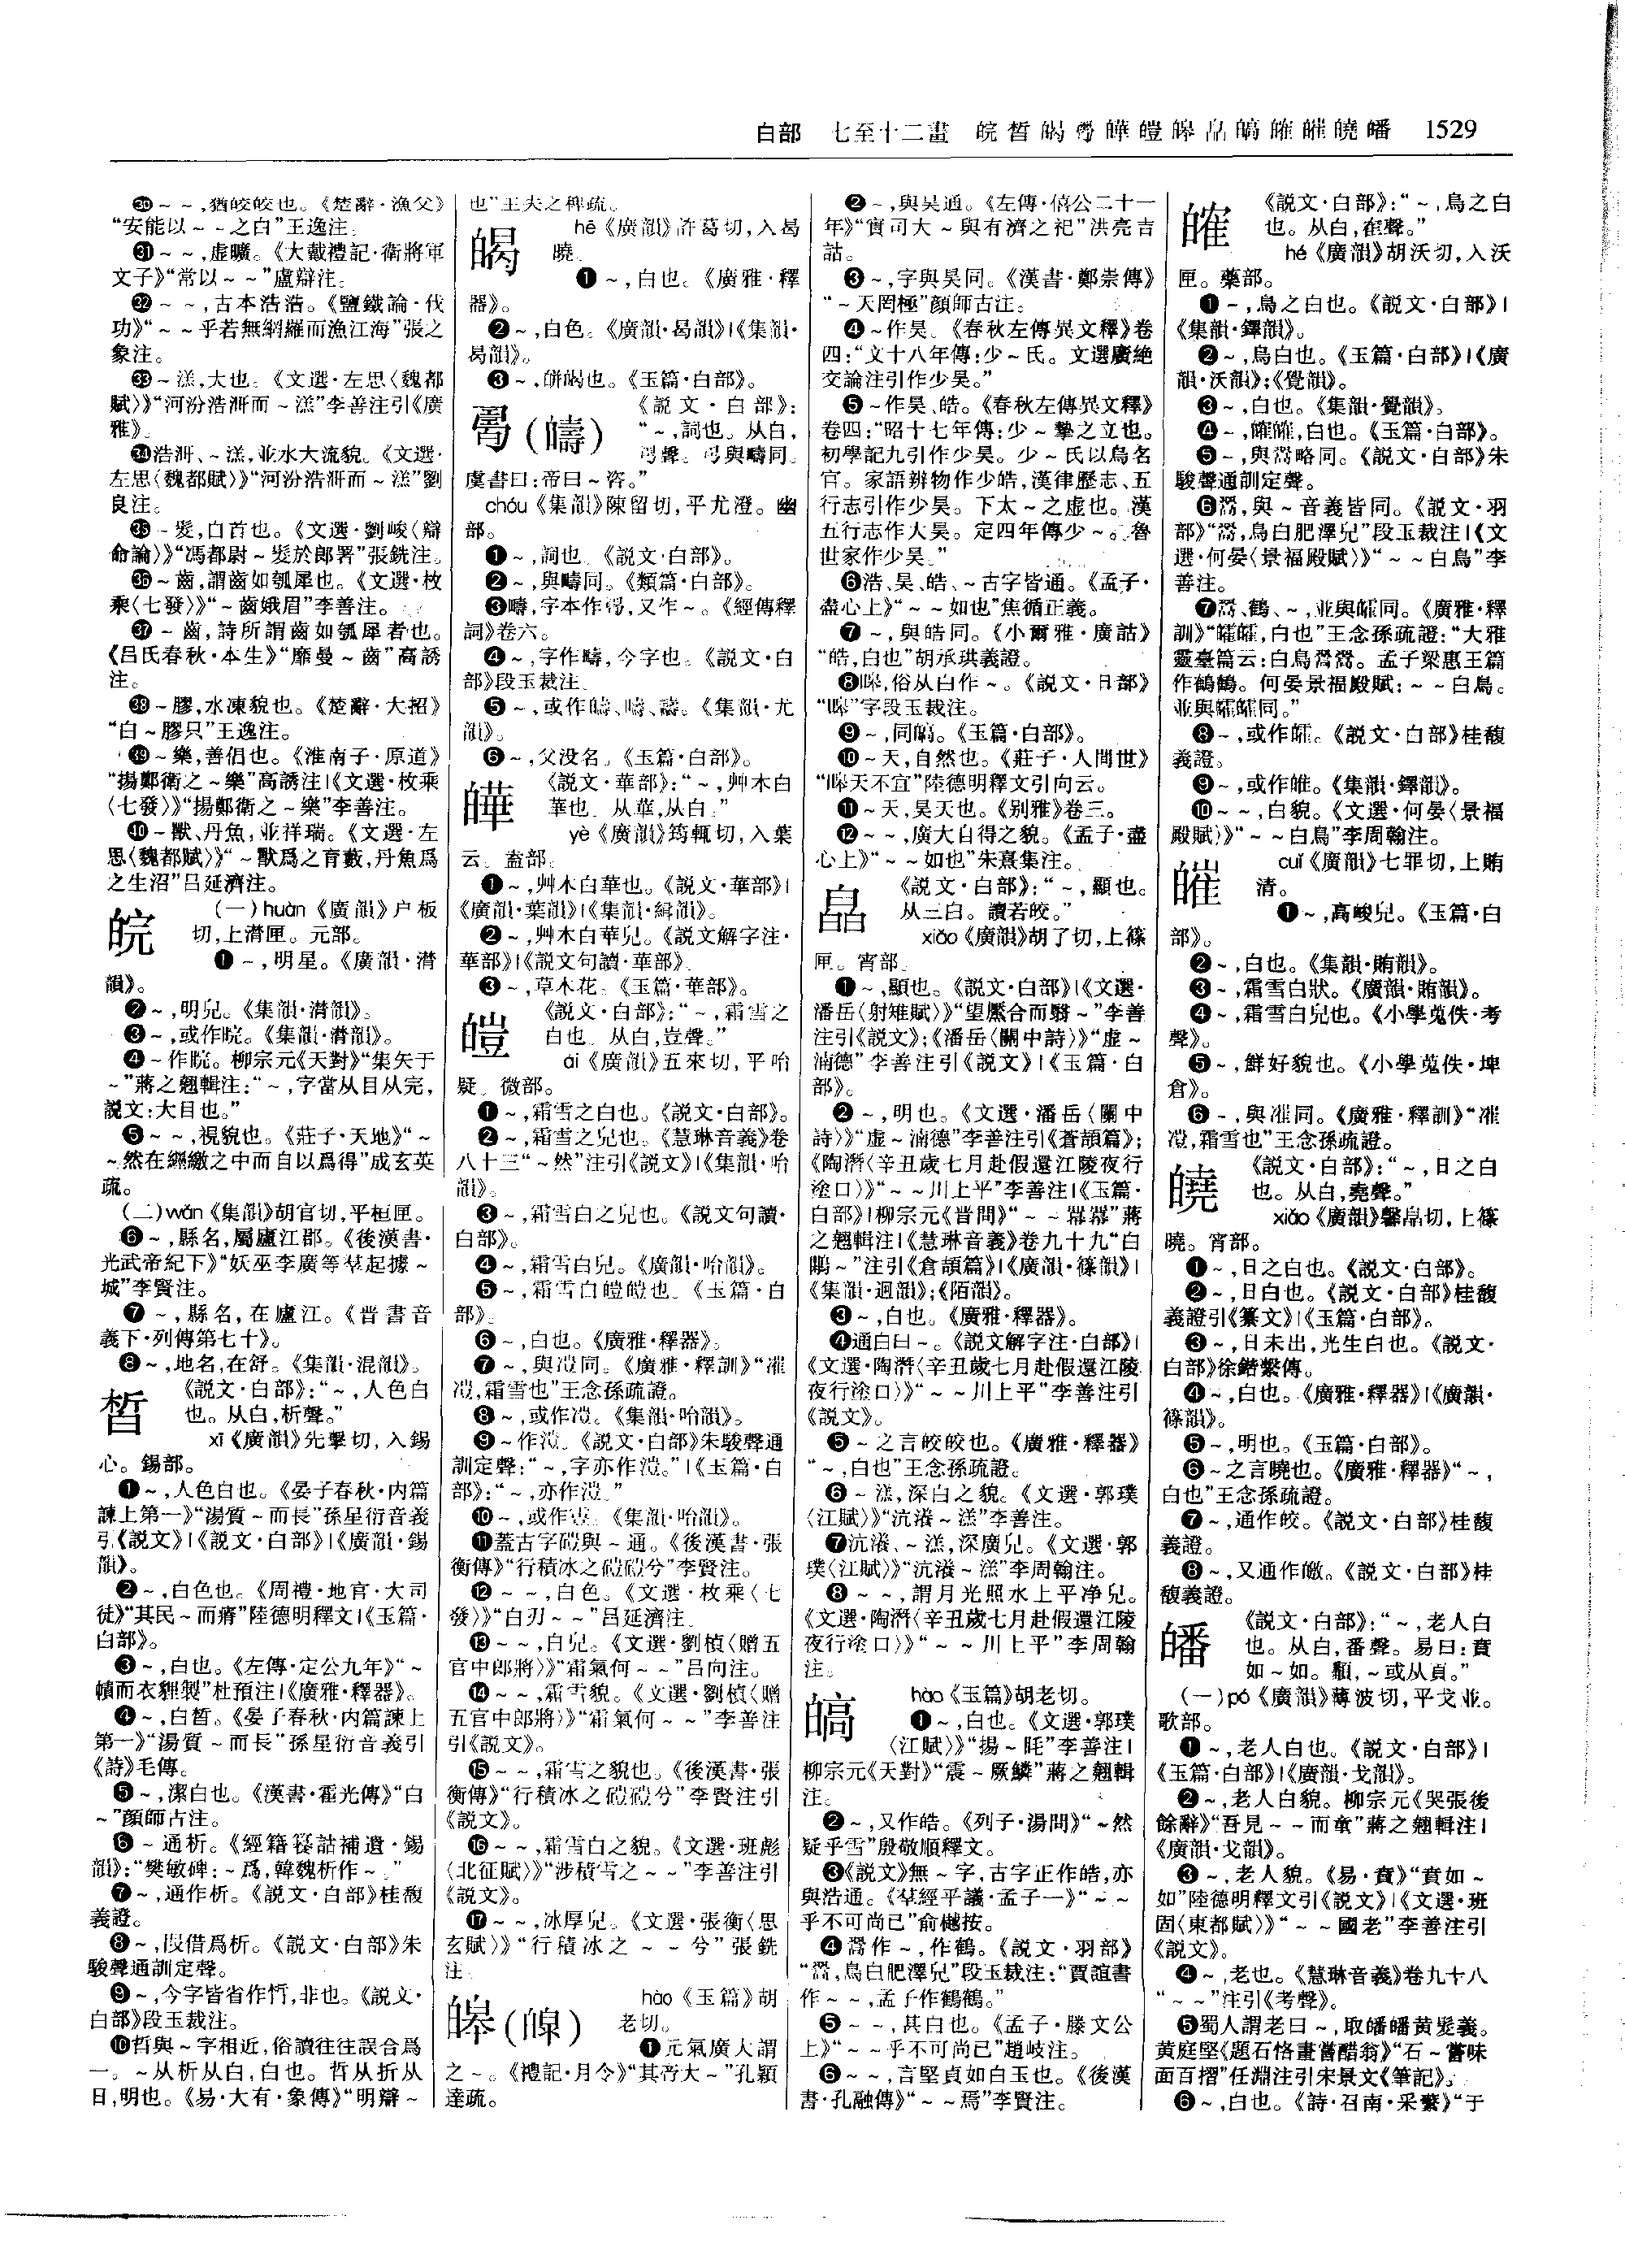 白部 七至十二畫 皖皙㿣𠷎皣皚皞皛皜㿥皠皢皤 1529
㉚～～,猶皎皎也。《楚辭·漁父》
“安能以～～之白”王逸注。
㉛～～,虚曠。《大戴禮記·衛將軍
文子》“常以～～”盧辯注。
㉜～～,古本浩浩。《鹽鐵論·伐
功》“～～乎若無網羅而漁江海”張之
象注。
㉝～溔,大也。《文選·左思〈魏都
賦〉》“河汾浩涆而～溔”李善注引《廣
雅》。
㉞浩涆、～溔,並水大流貌。《文選·
左思〈魏都賦〉》“河汾浩涆而～溔”劉
良注。
㉟～髮,白首也。《文選·劉峻〈辯
命論〉》“馮都尉～髮於郎署”張銑注。
㊱～齒,謂齒如瓠犀也。《文選·枚
乘〈七發〉》“～齒娥眉”李善注。
㊲～齒,詩所謂齒如瓠犀者也。
《吕氏春秋·本生》“靡曼～齒”高誘
注。
㊳～膠,水凍貌也。《楚辭·大招》
“白～膠只”王逸注。
㊴～樂,善倡也。《淮南子·原道》
“揚鄭衛之～樂”高誘注|《文選·枚乘
〈七發〉》“揚鄭衛之～樂”李善注。
㊵～獸、丹魚,並祥瑞。《文選·左
思〈魏都賦〉》“～獸爲之育藪,丹魚爲
之生沼”吕延濟注。
皖 (一)huàn《廣韻》户板
切,上潸匣。元部。
❶～,明星。《廣韻·潸
韻》。
❷～,明皃。《集韻·潸韻》。
❸～,或作睆。《集韻·潸韻》。
❹～作睆。柳宗元《天對》“集矢于
～”蔣之翹輯注:“～,字當从目从完,
説文:大目也。”
❺～～,視貌也。《莊子·天地》“～
～然在纆繳之中而自以爲得”成玄英
疏。
(二)wǎn《集韻》胡官切,平桓匣。
❻～,縣名,屬廬江郡。《後漢書·
光武帝紀下》“妖巫李廣等羣起據～
城”李賢注。
❼～,縣名,在廬江。《晋書音
義下·列傳第七十》。
❽～,地名,在舒。《集韻·混韻》。
皙 《説文·白部》:“～,人色白
也。从白,析聲。”
xī《廣韻》先擊切,入錫
心。錫部。
❶～,人色白也。《晏子春秋·内篇
諫上第一》“湯質～而長”孫星衍音義
引《説文》|《説文·白部》|《廣韻·錫
韻》。
❷～,白色也。《周禮·地官·大司
徒》“其民～而瘠”陸德明釋文|《玉篇·
白部》。
❸～,白也。《左傳·定公九年》“～
幘而衣貍製”杜預注|《廣雅·釋器》。
❹～,白皙。《晏子春秋·内篇諫上
第一》“湯質～而長”孫星衍音義引
《詩》毛傳。
❺～,潔白也。《漢書·霍光傳》“白
～”顔師古注。
❻～通析。《經籍籑詁補遺·錫
韻》:“樊敏碑:～爲,韓魏析作～。”
❼～,通作析。《説文·白部》桂馥
義證。
❽～,叚借爲析。《説文·白部》朱
駿聲通訓定聲。
❾～,今字皆省作晳,非也。《説文·
白部》段玉裁注。
❿晢與～字相近,俗讀往往誤合爲
一。～从析从白,白也。晢从折从
日,明也。《易·大有·象傳》“明辯～
也”王夫之稗疏。
㿣 hē《廣韻》許葛切,入曷
曉。
❶～,白也。《廣雅·釋
器》。
❷～,白色。《廣韻·曷韻》|《集韻·
曷韻》。
❸～,皏㿣也。《玉篇·白部》。
𠷎(疇) 《説文·白部》:
“～,詞也。从白,
𠃬聲。𠃬與疇同。
虞書曰:帝曰～咨。”
chóu《集韻》陳留切,平尤澄。幽
部。
❶～,詞也。《説文·白部》。
❷～,與疇同。《類篇·白部》。
❸疇,字本作𠷎,又作～。《經傳釋
詞》卷六。
❹～,字作疇,今字也。《説文·白
部》段玉裁注。
❺～,或作、、。《集韻·尤
韻》。
❻～,父没名。《玉篇·白部》。
皣 《説文·華部》:“～,艸木白
華也。从華,从白。”
yè《廣韻》筠輒切,入葉
云。盍部。
❶～,艸木白華也。《説文·華部》|
《廣韻·葉韻》|《集韻·緝韻》。
❷～,艸木白華皃。《説文解字注·
華部》|《説文句讀·華部》。
❸～,草木花。《玉篇·華部》。
皚 《説文·白部》:“～,霜雪之
白也。从白,豈聲。”
ái《廣韻》五來切,平咍
疑。微部。
❶～,霜雪之白也。《説文·白部》。
❷～,霜雪之皃也。《慧琳音義》卷
八十三“～然”注引《説文》|《集韻·咍
韻》。
❸～,霜雪白之皃也。《説文句讀·
白部》。
❹～,霜雪白皃。《廣韻·咍韻》。
❺～,霜雪白皚皚也。《玉篇·白
部》。
❻～,白也。《廣雅·釋器》。
❼～,與溰同。《廣雅·釋訓》“漼
溰,霜雪也”王念孫疏證。
❽～,或作溰。《集韻·咍韻》。
❾～作溰。《説文·白部》朱駿聲通
訓定聲:“～,字亦作溰。”|《玉篇·白
部》:“～,亦作溰。”
❿～,或作。《集韻·咍韻》。
⓫蓋古字磑與～通。《後漢書·張
衡傳》“行積冰之磑磑兮”李賢注。
⓬～～,白色。《文選·枚乘〈七
發〉》“白刃～～”吕延濟注。
⓭～～,白皃。《文選·劉楨〈贈五
官中郎將〉》“霜氣何～～”吕向注。
⓮～～,霜雪貌。《文選·劉楨〈贈
五官中郎將〉》“霜氣何～～”李善注
引《説文》。
⓯～～,霜雪之貌也。《後漢書·張
衡傳》“行積冰之磑磑兮”李賢注引
《説文》。
⓰～～,霜雪白之貌。《文選·班彪
〈北征賦〉》“涉積雪之～～”李善注引
《説文》。
⓱～～,冰厚皃。《文選·張衡〈思
玄賦〉》“行積冰之～～兮”張銑
注。
皞(皡) hào《玉篇》胡
老切。
❶元氣廣大謂
之～。《禮記·月令》“其帝大～”孔穎
達疏。
❷～,與昊通。《左傳·僖公二十一
年》“實司大～與有濟之祀”洪亮吉
詁。
❸～,字與昊同。《漢書·鄭崇傳》
“～天罔極”顔師古注。
❹～作昊。《春秋左傳異文釋》卷
四:“文十八年傳:少～氏。文選廣絶
交論注引作少昊。”
❺～作昊、皓。《春秋左傳異文釋》
卷四:“昭十七年傳:少～摯之立也。
初學記九引作少昊。少～氏以鳥名
官。家語辨物作少皓,漢律歷志、五
行志引作少昊。下太～之虚也。漢
五行志作大昊。定四年傳少～。魯
世家作少昊。”
❻浩、昊、皓、～古字皆通。《孟子·
盡心上》“～～如也”焦循正義。
❼～,與皓同。《小爾雅·廣詁》
“皓,白也”胡承珙義證。
❽暤,俗从白作～。《説文·日部》
“暤”字段玉裁注。
❾～,同皜。《玉篇·白部》。
❿～天,自然也。《莊子·人間世》
“暤天不宜”陸德明釋文引向云。
⓫～天,昊天也。《别雅》卷三。
⓬～～,廣大自得之貌。《孟子·盡
心上》“～～如也”朱熹集注。
皛 《説文·白部》:“～,顯也。
从三白。讀若皎。”
xiǎo《廣韻》胡了切,上篠
匣。宵部。
❶～,顯也。《説文·白部》|《文選·
潘岳〈射雉賦〉》“望黶合而翳～”李善
注引《説文》;《潘岳〈關中詩〉》“虚～
湳德”李善注引《説文》|《玉篇·白
部》。
❷～,明也。《文選·潘岳〈關中
詩〉》“虚～湳德”李善注引《蒼頡篇》;
《陶潛〈辛丑歲七月赴假還江陵夜行
塗口〉》“～～川上平”李善注|《玉篇·
白部》|柳宗元《晋問》“～～冪冪”蔣
之翹輯注|《慧琳音義》卷九十九“白
鷴～”注引《倉頡篇》|《廣韻·篠韻》|
《集韻·迥韻》;《陌韻》。
❸～,白也。《廣雅·釋器》。
❹通白曰～。《説文解字注·白部》|
《文選·陶潛〈辛丑歲七月赴假還江陵
夜行塗口〉》“～～川上平”李善注引
《説文》。
❺～之言皎皎也。《廣雅·釋器》
“～,白也”王念孫疏證。
❻～溔,深白之貌。《文選·郭璞
〈江賦〉》“沆瀁～溔”李善注。
❼沆瀁、～溔,深廣皃。《文選·郭
璞〈江賦〉》“沆瀁～溔”李周翰注。
❽～～,謂月光照水上平净皃。
《文選·陶潛〈辛丑歲七月赴假還江陵
夜行塗口〉》“～～川上平”李周翰
注。
皜 hào《玉篇》胡老切。
❶～,白也。《文選·郭璞
〈江賦〉》“揚～毦”李善注|
柳宗元《天對》“震～厥鱗”蔣之翹輯
注。
❷～,又作皓。《列子·湯問》“～然
疑乎雪”殷敬順釋文。
❸《説文》無～字,古字正作皓,亦
與浩通。《羣經平議·孟子一》“～～
乎不可尚已”俞樾按。
❹翯作～,作鶴。《説文·羽部》
“翯,鳥白肥澤皃”段玉裁注:“賈誼書
作～～,孟子作鶴鶴。”
❺～～,甚白也。《孟子·滕文公
上》“～～乎不可尚已”趙岐注。
❻～～,言堅貞如白玉也。《後漢
書·孔融傳》“～～焉”李賢注。
㿥 《説文·白部》:“～,鳥之白
也。从白,隺聲。”
hé《廣韻》胡沃切,入沃
匣。藥部。
❶～,鳥之白也。《説文·白部》|
《集韻·鐸韻》。
❷～,鳥白也。《玉篇·白部》|《廣
韻·沃韻》;《覺韻》。
❸～,白也。《集韻·覺韻》。
❹～,㿥㿥,白也。《玉篇·白部》。
❺～,與翯略同。《説文·白部》朱
駿聲通訓定聲。
❻翯,與～音義皆同。《説文·羽
部》“翯,鳥白肥澤皃”段玉裁注|《文
選·何晏〈景福殿賦〉》“～～白鳥”李
善注。
❼翯、鶴、～,並與皬同。《廣雅·釋
訓》“皬皬,白也”王念孫疏證:“大雅
靈臺篇云:白鳥翯翯。孟子梁惠王篇
作鶴鶴。何晏景福殿賦:～～白鳥。
並與皬皬同。”
❽～,或作皬。《説文·白部》桂馥
義證。
❾～,或作。《集韻·鐸韻》。
❿～～,白貌。《文選·何晏〈景福
殿賦〉》“～～白鳥”李周翰注。
皠 cuǐ《廣韻》七罪切,上賄
清。
❶～,高峻皃。《玉篇·白
部》。
❷～,白也。《集韻·賄韻》。
❸～,霜雪白狀。《廣韻·賄韻》。
❹～,霜雪白皃也。《小學蒐佚·考
聲》。
❺～,鮮好貌也。《小學蒐佚·埤
倉》。
❻～,與漼同。《廣雅·釋訓》“漼
溰,霜雪也”王念孫疏證。
皢 《説文·白部》:“～,日之白
也。从白,堯聲。”
xiǎo《廣韻》馨皛切,上篠
曉。宵部。
❶～,日之白也。《説文·白部》。
❷～,日白也。《説文·白部》桂馥
義證引《纂文》|《玉篇·白部》。
❸～,日未出,光生白也。《説文·
白部》徐鍇繫傳。
❹～,白也。《廣雅·釋器》|《廣韻·
篠韻》。
❺～,明也。《玉篇·白部》。
❻～之言曉也。《廣雅·釋器》“～,
白也”王念孫疏證。
❼～,通作皎。《説文·白部》桂馥
義證。
❽～,又通作皦。《説文·白部》桂
馥義證。
皤 《説文·白部》:“～,老人白
也。从白,番聲。易曰:賁
如～如。𩕏,～或从頁。”
(一)pó《廣韻》薄波切,平戈並。
歌部。
❶～,老人白也。《説文·白部》|
《玉篇·白部》|《廣韻·戈韻》。
❷～,老人白貌。柳宗元《哭張後
餘辭》“吾見～～而童”蔣之翹輯注|
《廣韻·戈韻》。
❸～,老人貌。《易·賁》“賁如～
如”陸德明釋文引《説文》|《文選·班
固〈東都賦〉》“～～國老”李善注引
《説文》。
❹～,老也。《慧琳音義》卷九十八
“～～”注引《考聲》。
❺蜀人謂老曰～,取皤皤黄髮義。
黄庭堅《題石恪畫嘗醋翁》“石～嘗味
面百摺”任淵注引宋景文《筆記》。
❻～,白也。《詩·召南·采蘩》“于